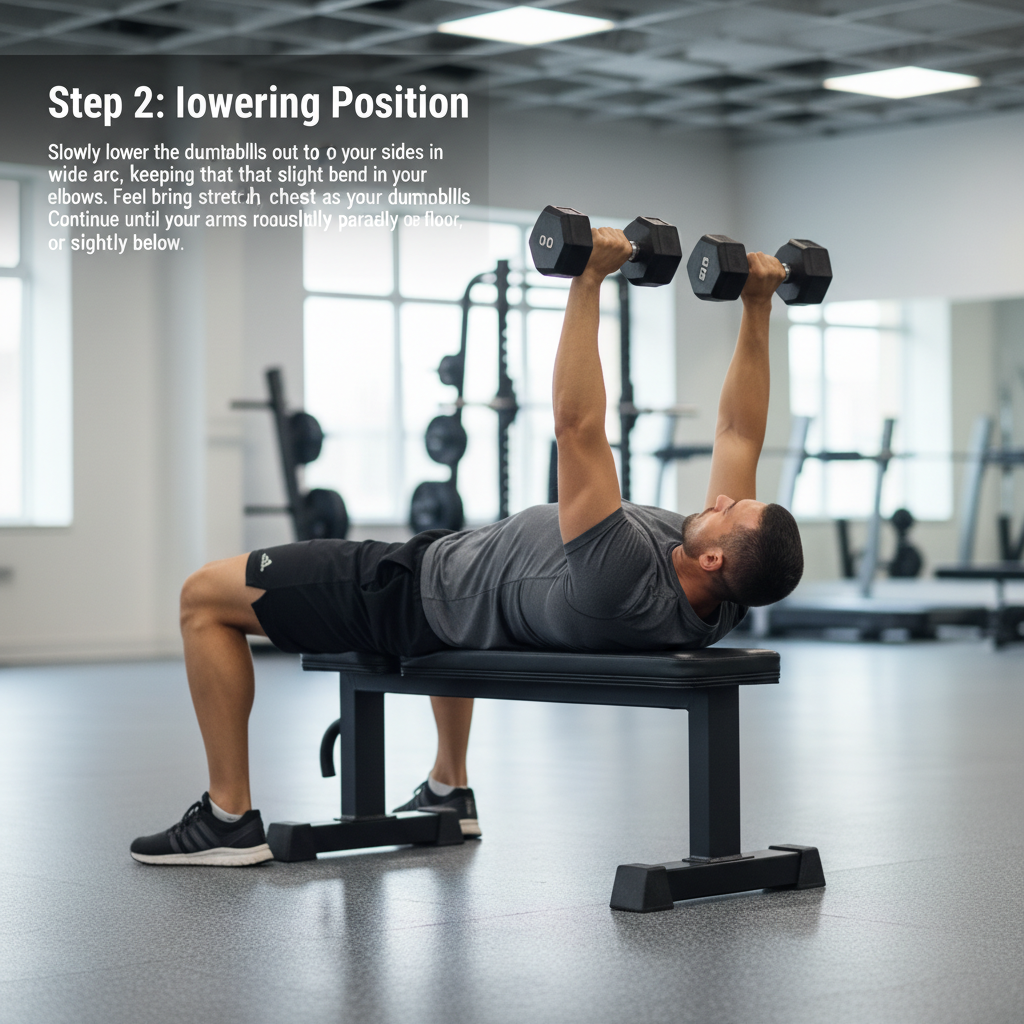 Step 2: lowering Position
Slowly lower the dumtablls out to o your sides in
wide arc, keeping that that slight bend in your
elbows. Feel bring stretch, chest as your dumoblls
Continue until your arms paradly floor,
or sightly below.
00